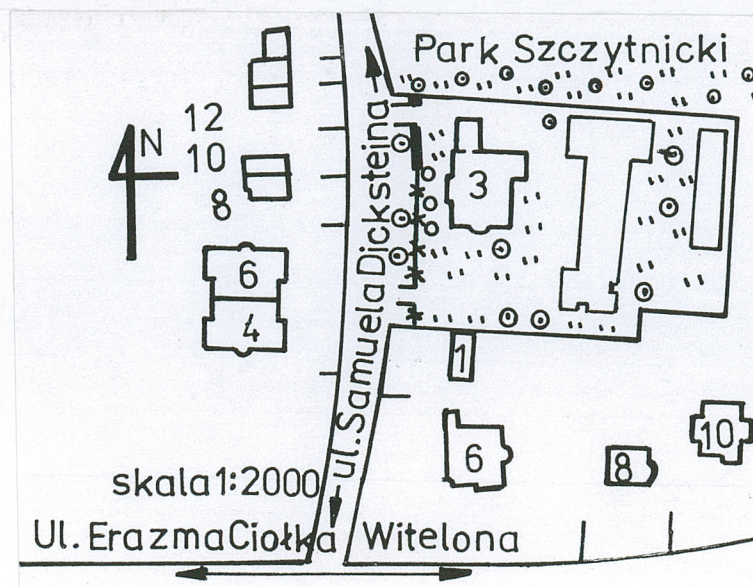 Park Szczytnicki
12
10
N
8
3
6
4
ul. Samuela Dicksteina
1
6
8
10
skala 1:2000
Ul. Erazma Ciołka Witelona